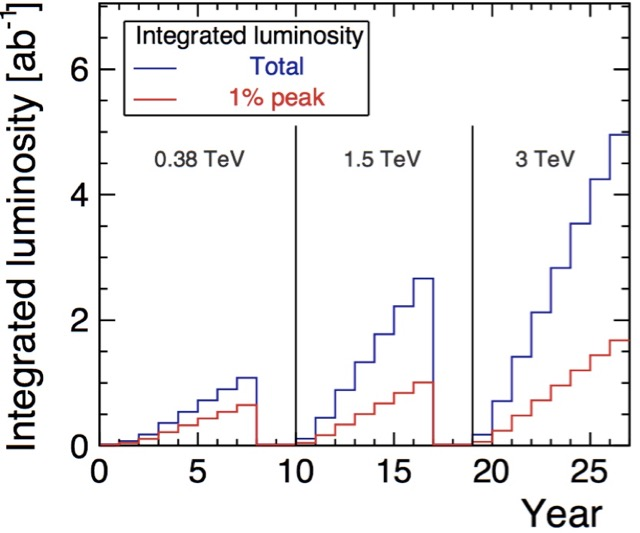 Integrated luminosity [ab⁻¹]
Integrated luminosity
Total
1% peak
0.38 TeV 1.5 TeV 3 TeV
6
4
2
0
0 5 10 15 20 25
Year